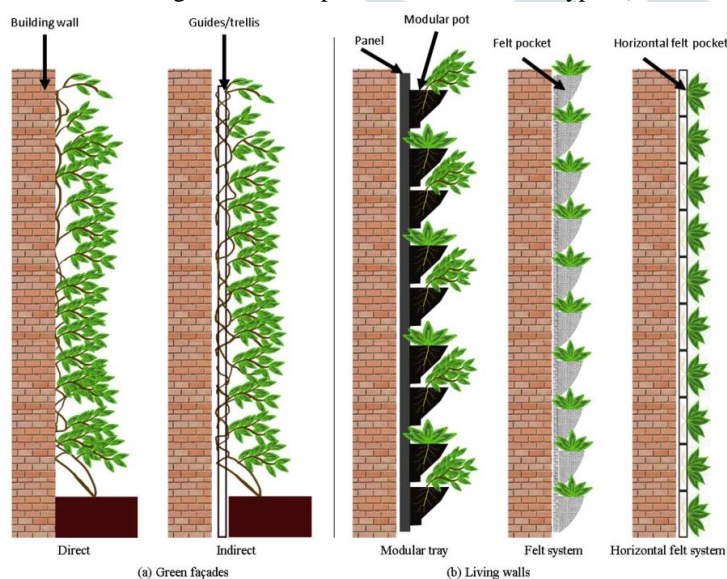 Building wall
Guides/trellis
Modular pot
Panel
Felt pocket
Horizontal felt pocket
Direct
Indirect
Modular tray
Felt system
Horizontal felt system
(a) Green façades
(b) Living walls